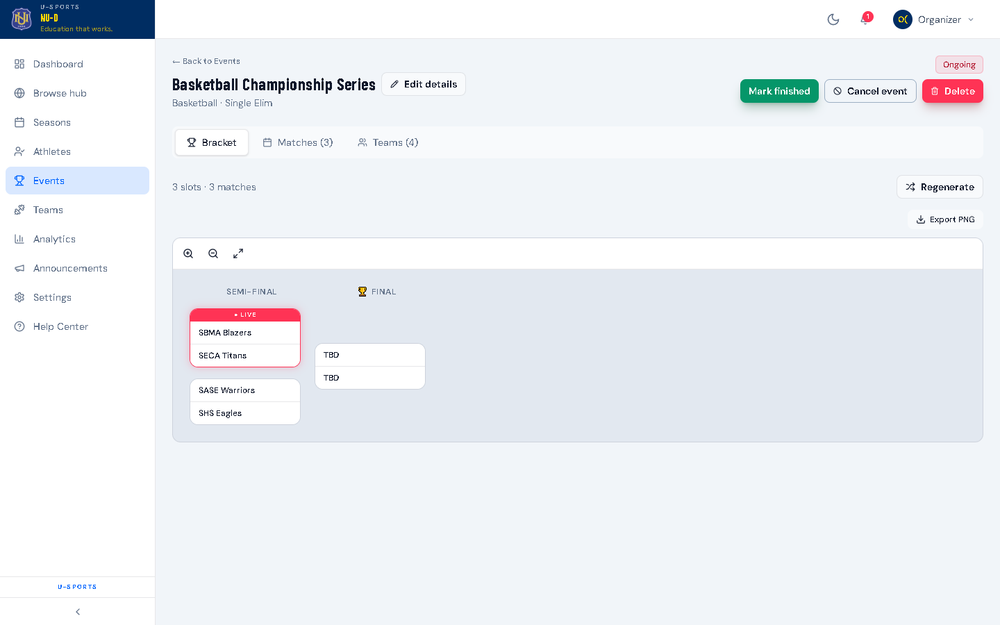 U-SPORTS
NU-D
Education that works.
1
O(
Organizer
Dashboard
Browse hub
Seasons
Athletes
Events
Teams
Analytics
Announcements
Settings
Help Center
U-SPORTS
← Back to Events
Ongoing
Basketball Championship Series
Edit details
Mark finished
Cancel event
Delete
Basketball · Single Elim
Bracket
Matches (3)
Teams (4)
3 slots · 3 matches
Regenerate
Export PNG
SEMI-FINAL
FINAL
• LIVE
SBMA Blazers
SECA Titans
TBD
TBD
SASE Warriors
SHS Eagles